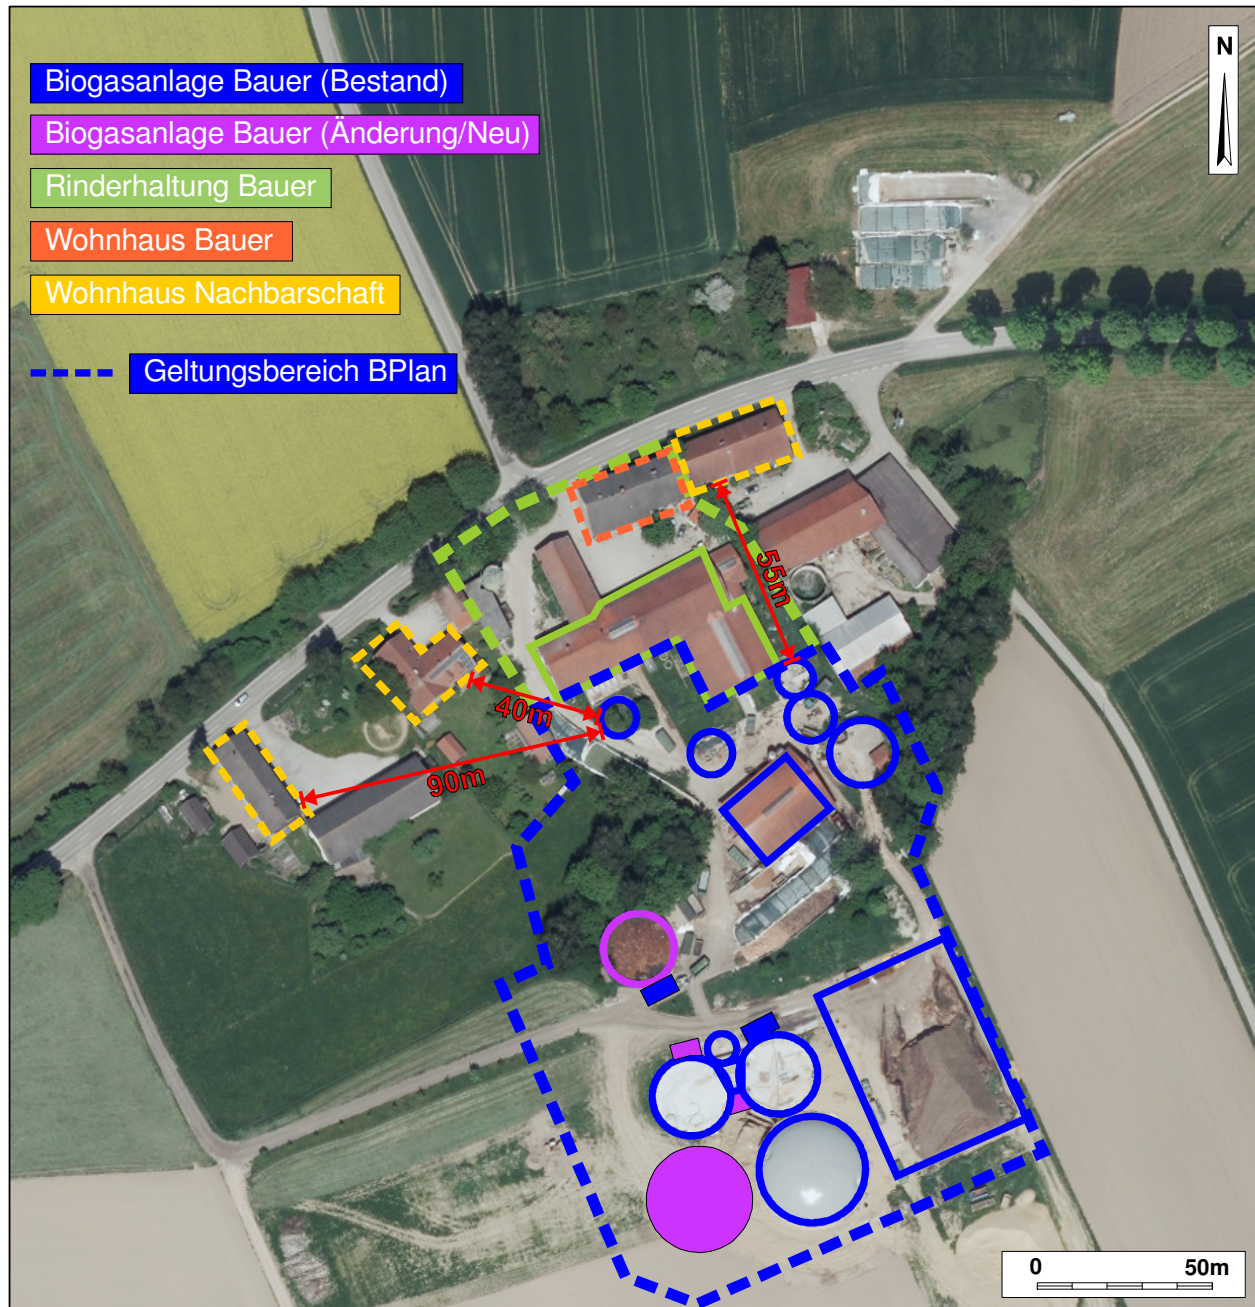 N
Biogasanlage Bauer (Bestand)
Biogasanlage Bauer (Änderung/Neu)
Rinderhaltung Bauer
Wohnhaus Bauer
Wohnhaus Nachbarschaft
Geltungsbereich BPlan
55m
40m
90m
0 50m